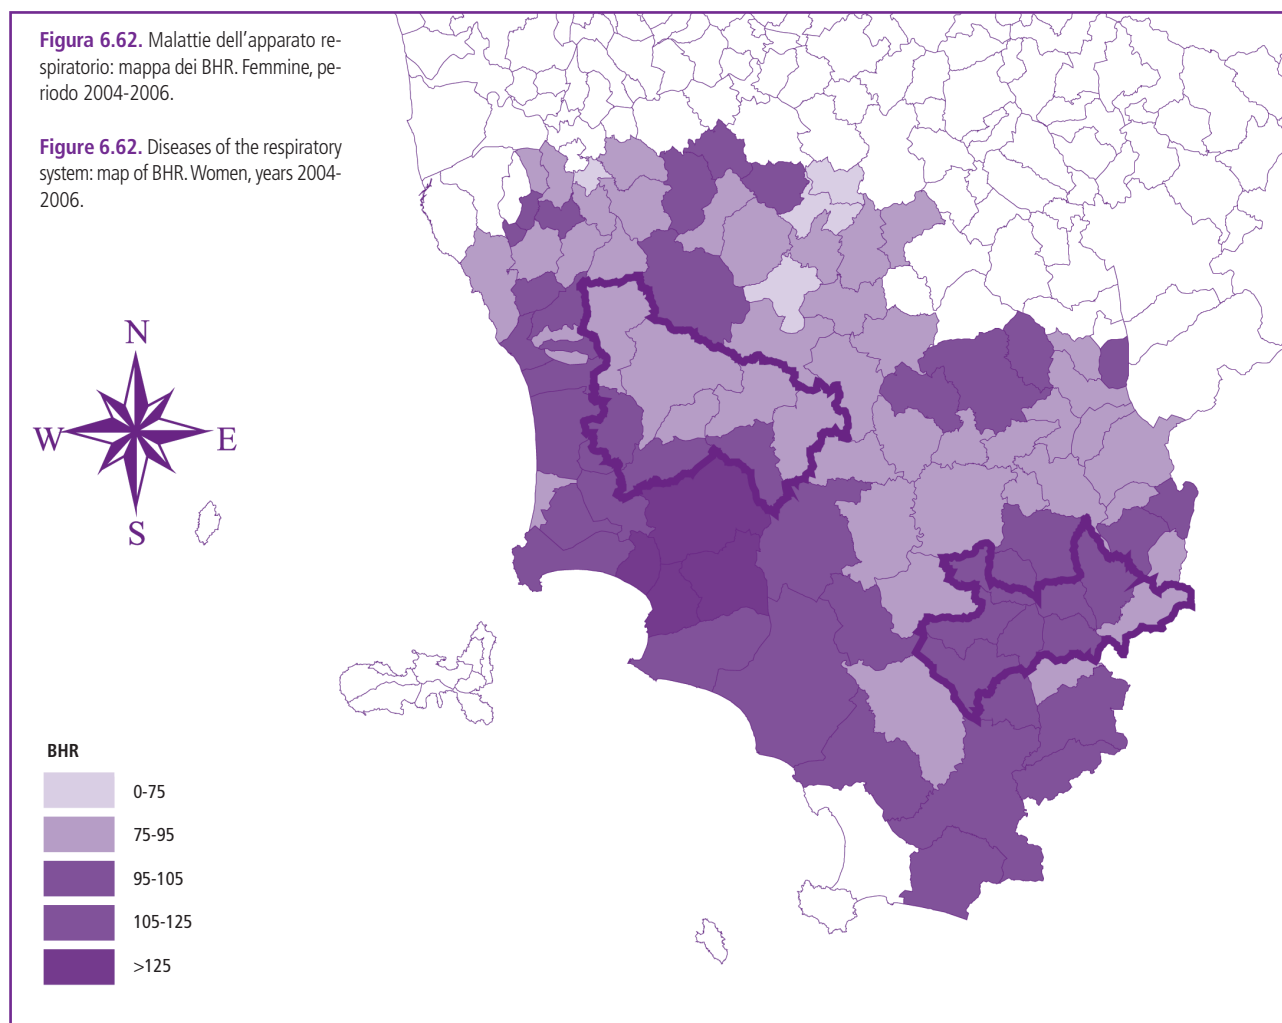 Figura 6.62. Malattie dell'apparato re-
spiratorio: mappa dei BHR. Femmine, pe-
riodo 2004-2006.
Figure 6.62. Diseases of the respiratory
system: map of BHR. Women, years 2004-
2006.
N
W E
S
BHR
0-75
75-95
95-105
105-125
>125